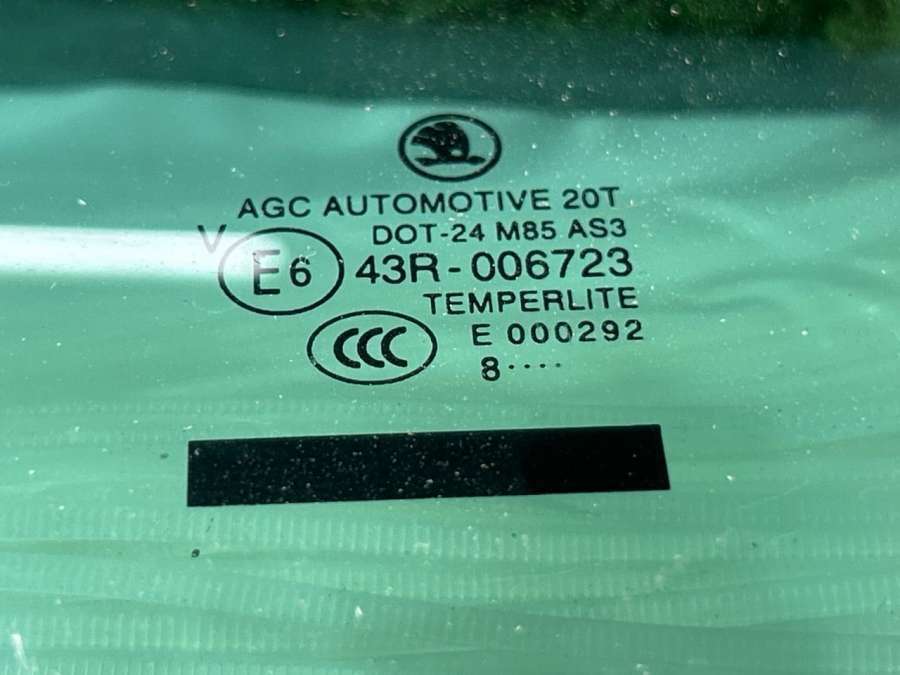 AGC AUTOMOTIVE 20T
DOT-24 M85 AS3
V
E6 43R-006723
TEMPERLITE
CCC E 000292
8····